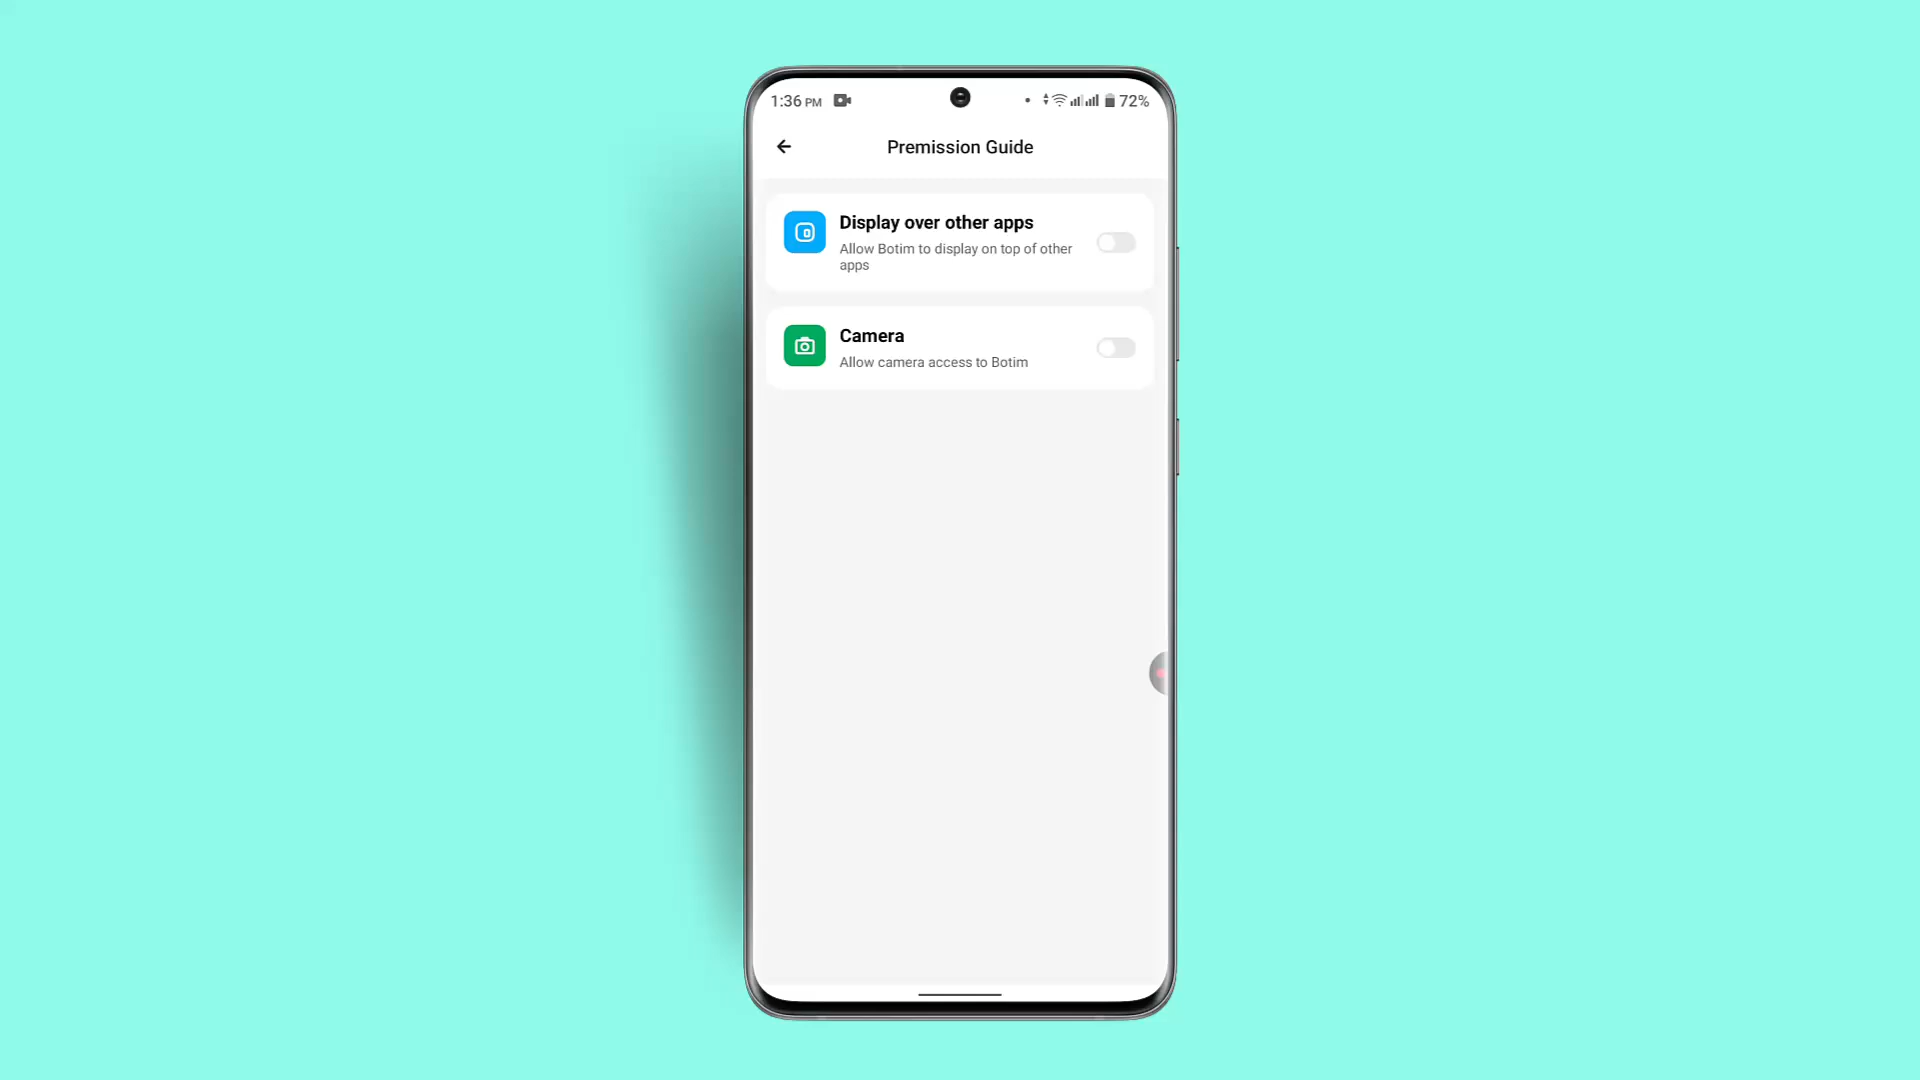 1:36 PM 72%
Premission Guide
Display over other apps
Allow Botim to display on top of other
apps
Camera
Allow camera access to Botim